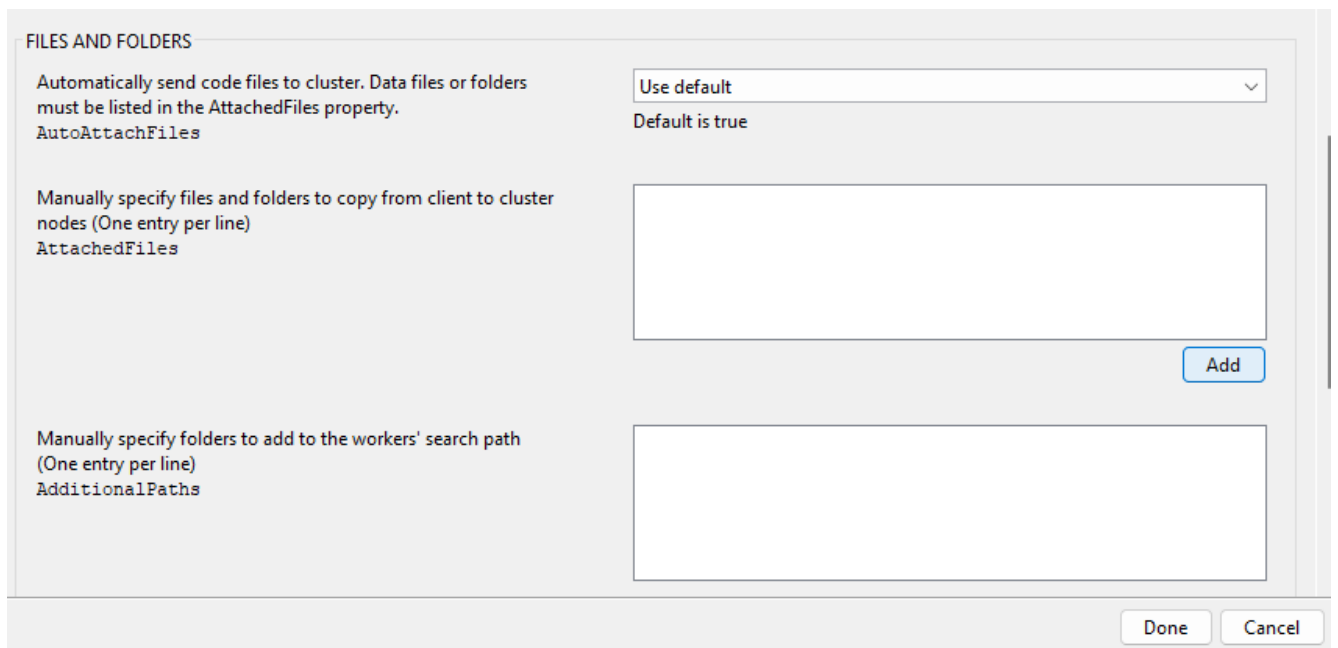 FILES AND FOLDERS
Automatically send code files to cluster. Data files or folders
must be listed in the AttachedFiles property.
AutoAttachFiles
Use default
Default is true
Manually specify files and folders to copy from client to cluster
nodes (One entry per line)
AttachedFiles
Add
Manually specify folders to add to the workers' search path
(One entry per line)
AdditionalPaths
Done
Cancel